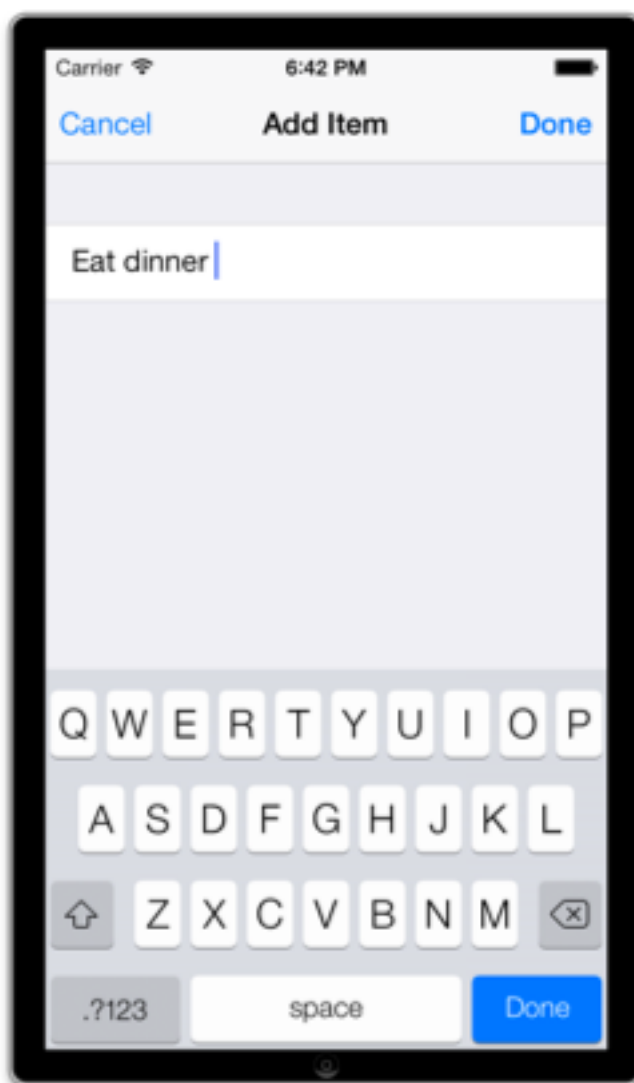 Carrier 6:42 PM
Cancel Add Item Done
Eat dinner
Q W E R T Y U I O P
A S D F G H J K L
Z X C V B N M
.?123 space Done